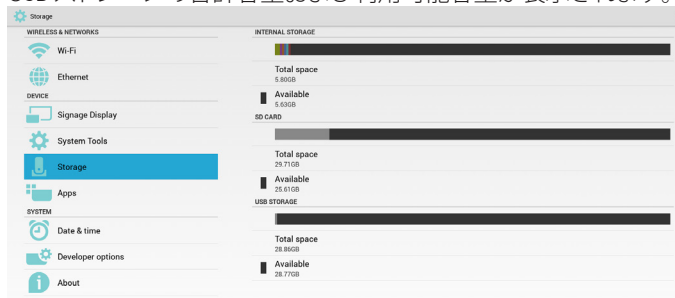 USB ストレージの合計容量および利用可能容量が表示されます。
Storage
WIRELESS & NETWORKS
Wi-Fi
Ethernet
DEVICE
Signage Display
System Tools
Storage
Apps
SYSTEM
Date & time
Developer options
About
INTERNAL STORAGE
Total space
5.80GB
Available
5.63GB
SD CARD
Total space
29.71GB
Available
25.61GB
USB STORAGE
Total space
28.86GB
Available
28.77GB